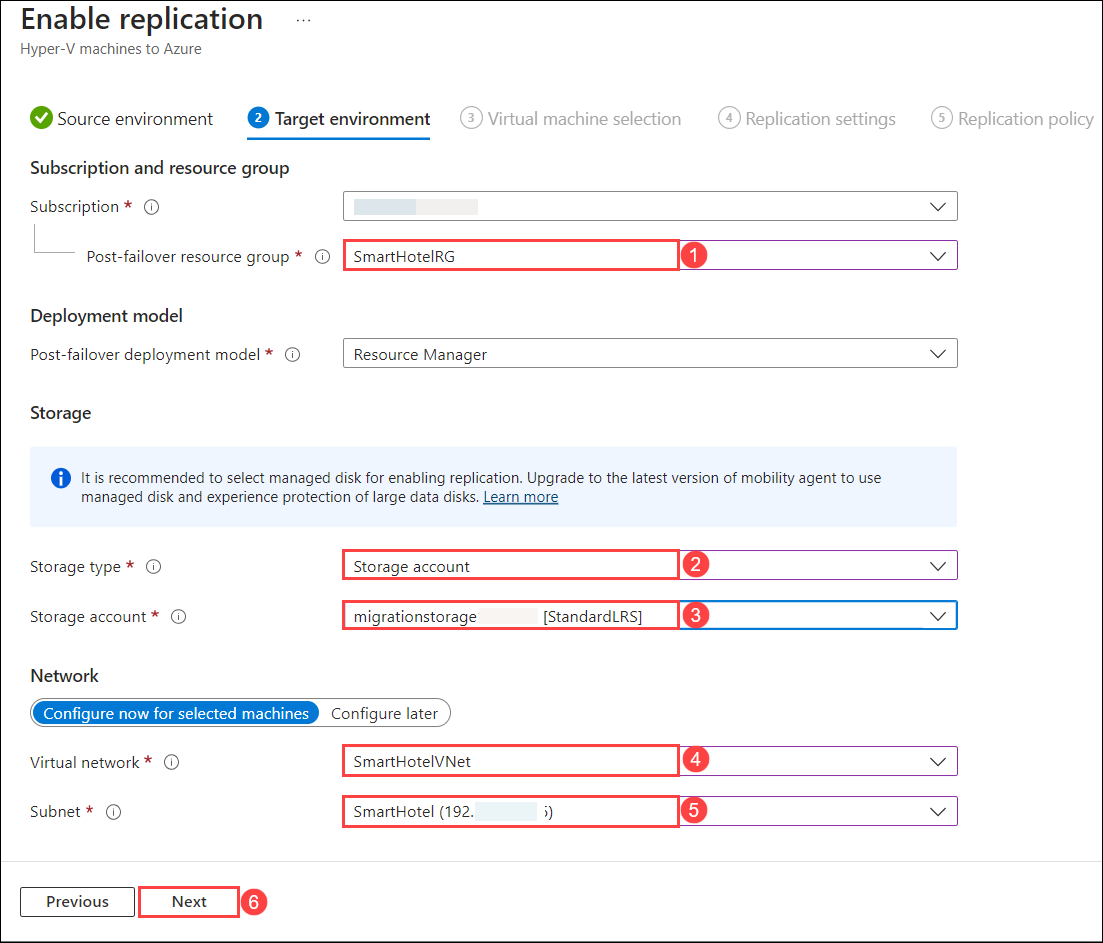 Enable replication ...
Hyper-V machines to Azure
Source environment 2 Target environment 3 Virtual machine selection 4 Replication settings 5 Replication policy
Subscription and resource group
Subscription *
Post-failover resource group * SmartHotelRG 1
Deployment model
Post-failover deployment model * Resource Manager
Storage
It is recommended to select managed disk for enabling replication. Upgrade to the latest version of mobility agent to use
managed disk and experience protection of large data disks. Learn more
Storage type * Storage account 2
Storage account * migrationstorage [StandardLRS] 3
Network
Configure now for selected machines Configure later
Virtual network * SmartHotelVNet 4
Subnet * SmartHotel (192. ) 5
Previous Next 6